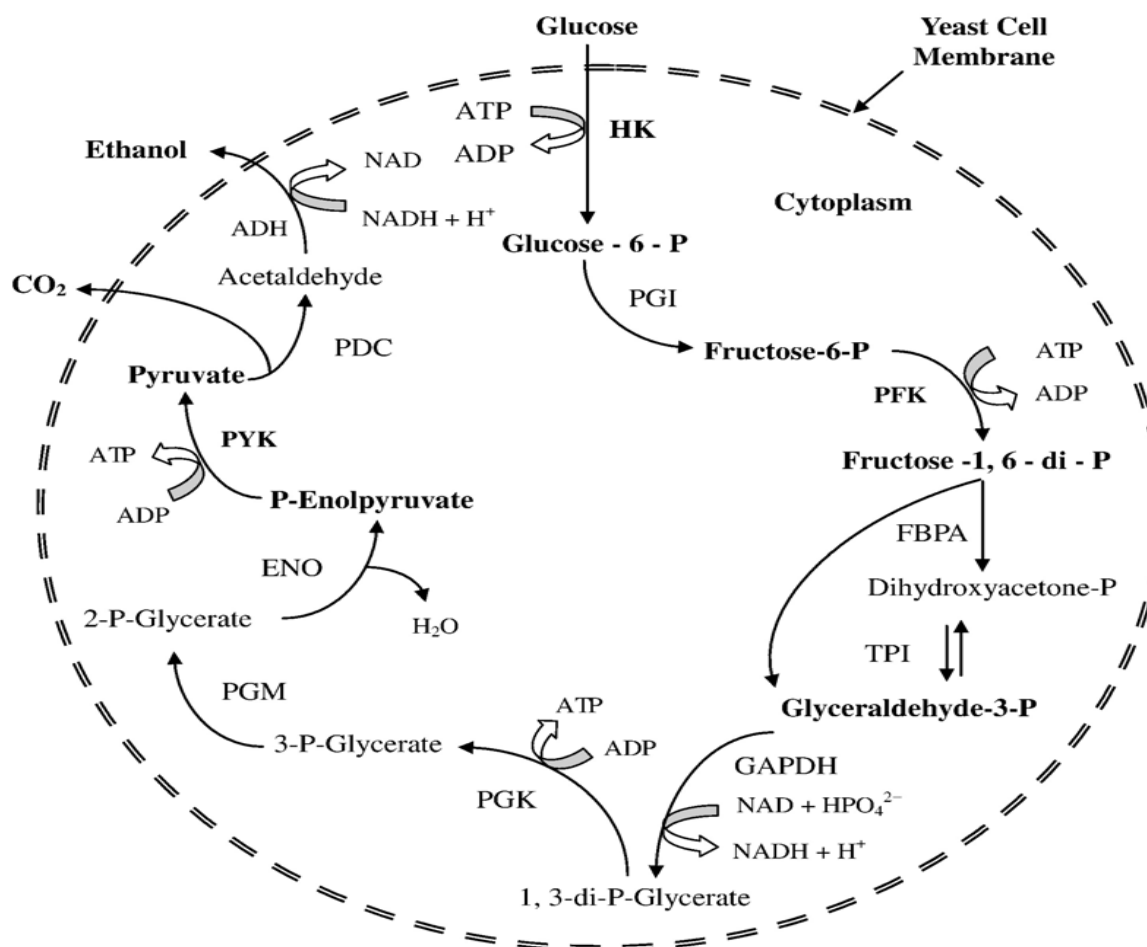 Glucose
Yeast Cell
Membrane
ATP
HK
ADP
Ethanol
NAD
NADH + H⁺
ADH
Cytoplasm
Glucose - 6 - P
Acetaldehyde
CO₂
PGI
PDC
Fructose-6-P
ATP
Pyruvate
PFK
ADP
PYK
ATP
Fructose -1, 6 - di - P
P-Enolpyruvate
ADP
FBPA
ENO
Dihydroxyacetone-P
2-P-Glycerate
H₂O
TPI
PGM
Glyceraldehyde-3-P
ATP
3-P-Glycerate
ADP
GAPDH
PGK
NAD + HPO₄²⁻
NADH + H⁺
1, 3-di-P-Glycerate